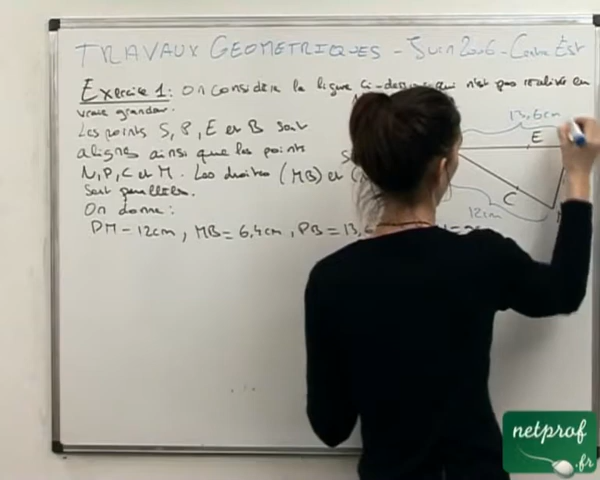 TRAVAUX GEOMETRIQUES - Juin 2006 - Centre Est
Exercice 1: On considère la figure ci-dessous qui n'est pas réalisée en
vraie grandeur.
Les points S, P, E et B sont
alignés ainsi que les points
N, P, C et M. Les droites (MB) et
sont parallèles.
On donne:
PM = 12cm, MB = 6,4cm, PB = 13,6
13,6cm
E
S
C
12cm
netprof
.fr